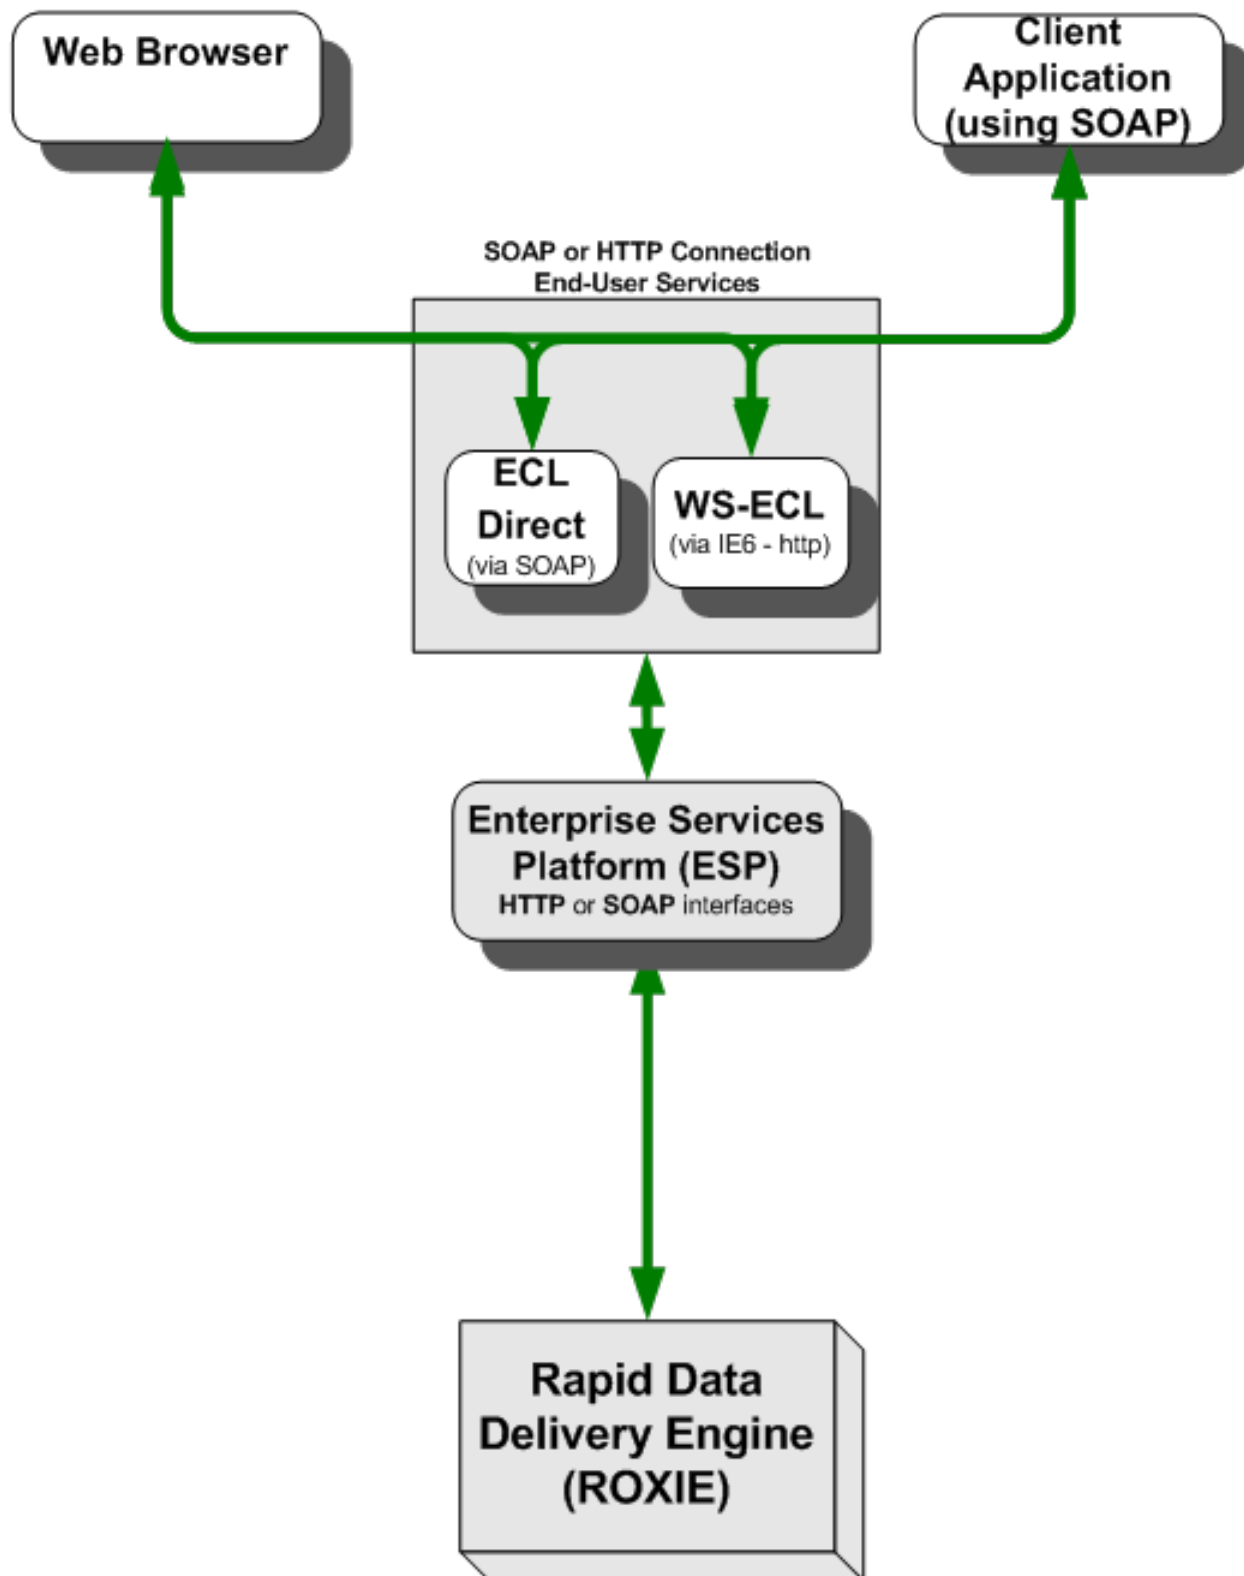 Web Browser
Client
Application
(using SOAP)
SOAP or HTTP Connection
End-User Services
ECL
Direct
(via SOAP)
WS-ECL
(via IE6 - http)
Enterprise Services
Platform (ESP)
HTTP or SOAP interfaces
Rapid Data
Delivery Engine
(ROXIE)